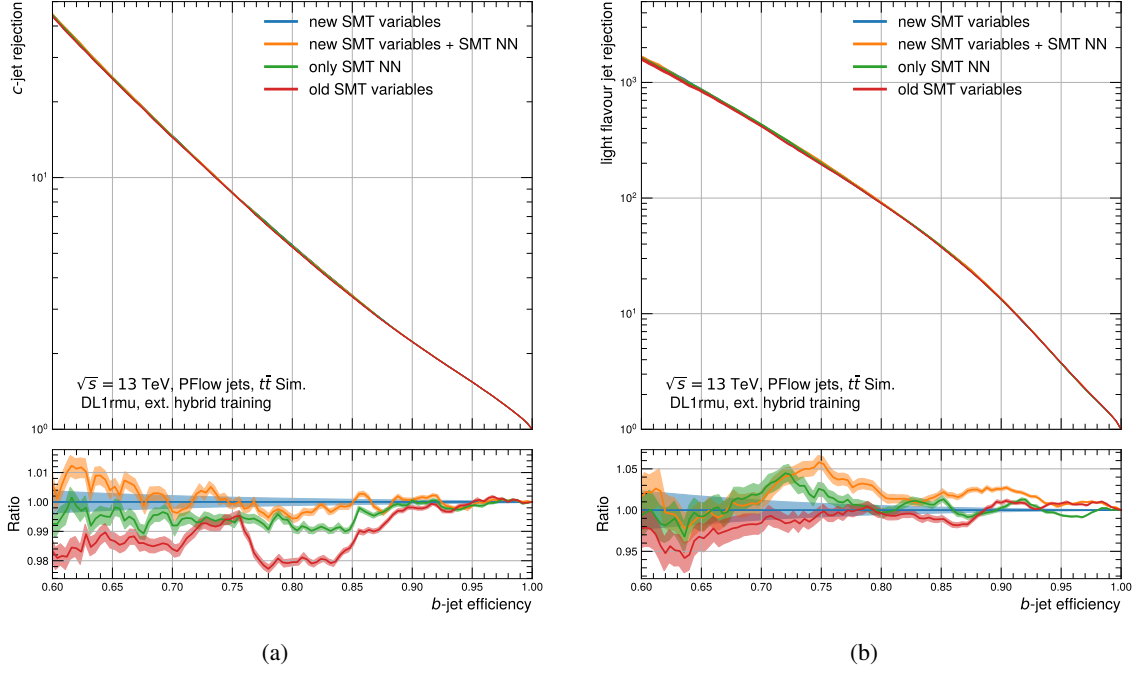 new SMT variables
new SMT variables + SMT NN
only SMT NN
old SMT variables
c-jet rejection
10¹
10⁰
√s = 13 TeV, PFlow jets, tt̄ Sim.
DL1rmu, ext. hybrid training
Ratio
1.01
1.00
0.99
0.98
0.60 0.65 0.70 0.75 0.80 0.85 0.90 0.95 1.00
b-jet efficiency
(a)
new SMT variables
new SMT variables + SMT NN
only SMT NN
old SMT variables
light flavour jet rejection
10³
10²
10¹
10⁰
√s = 13 TeV, PFlow jets, tt̄ Sim.
DL1rmu, ext. hybrid training
Ratio
1.05
1.00
0.95
0.60 0.65 0.70 0.75 0.80 0.85 0.90 0.95 1.00
b-jet efficiency
(b)